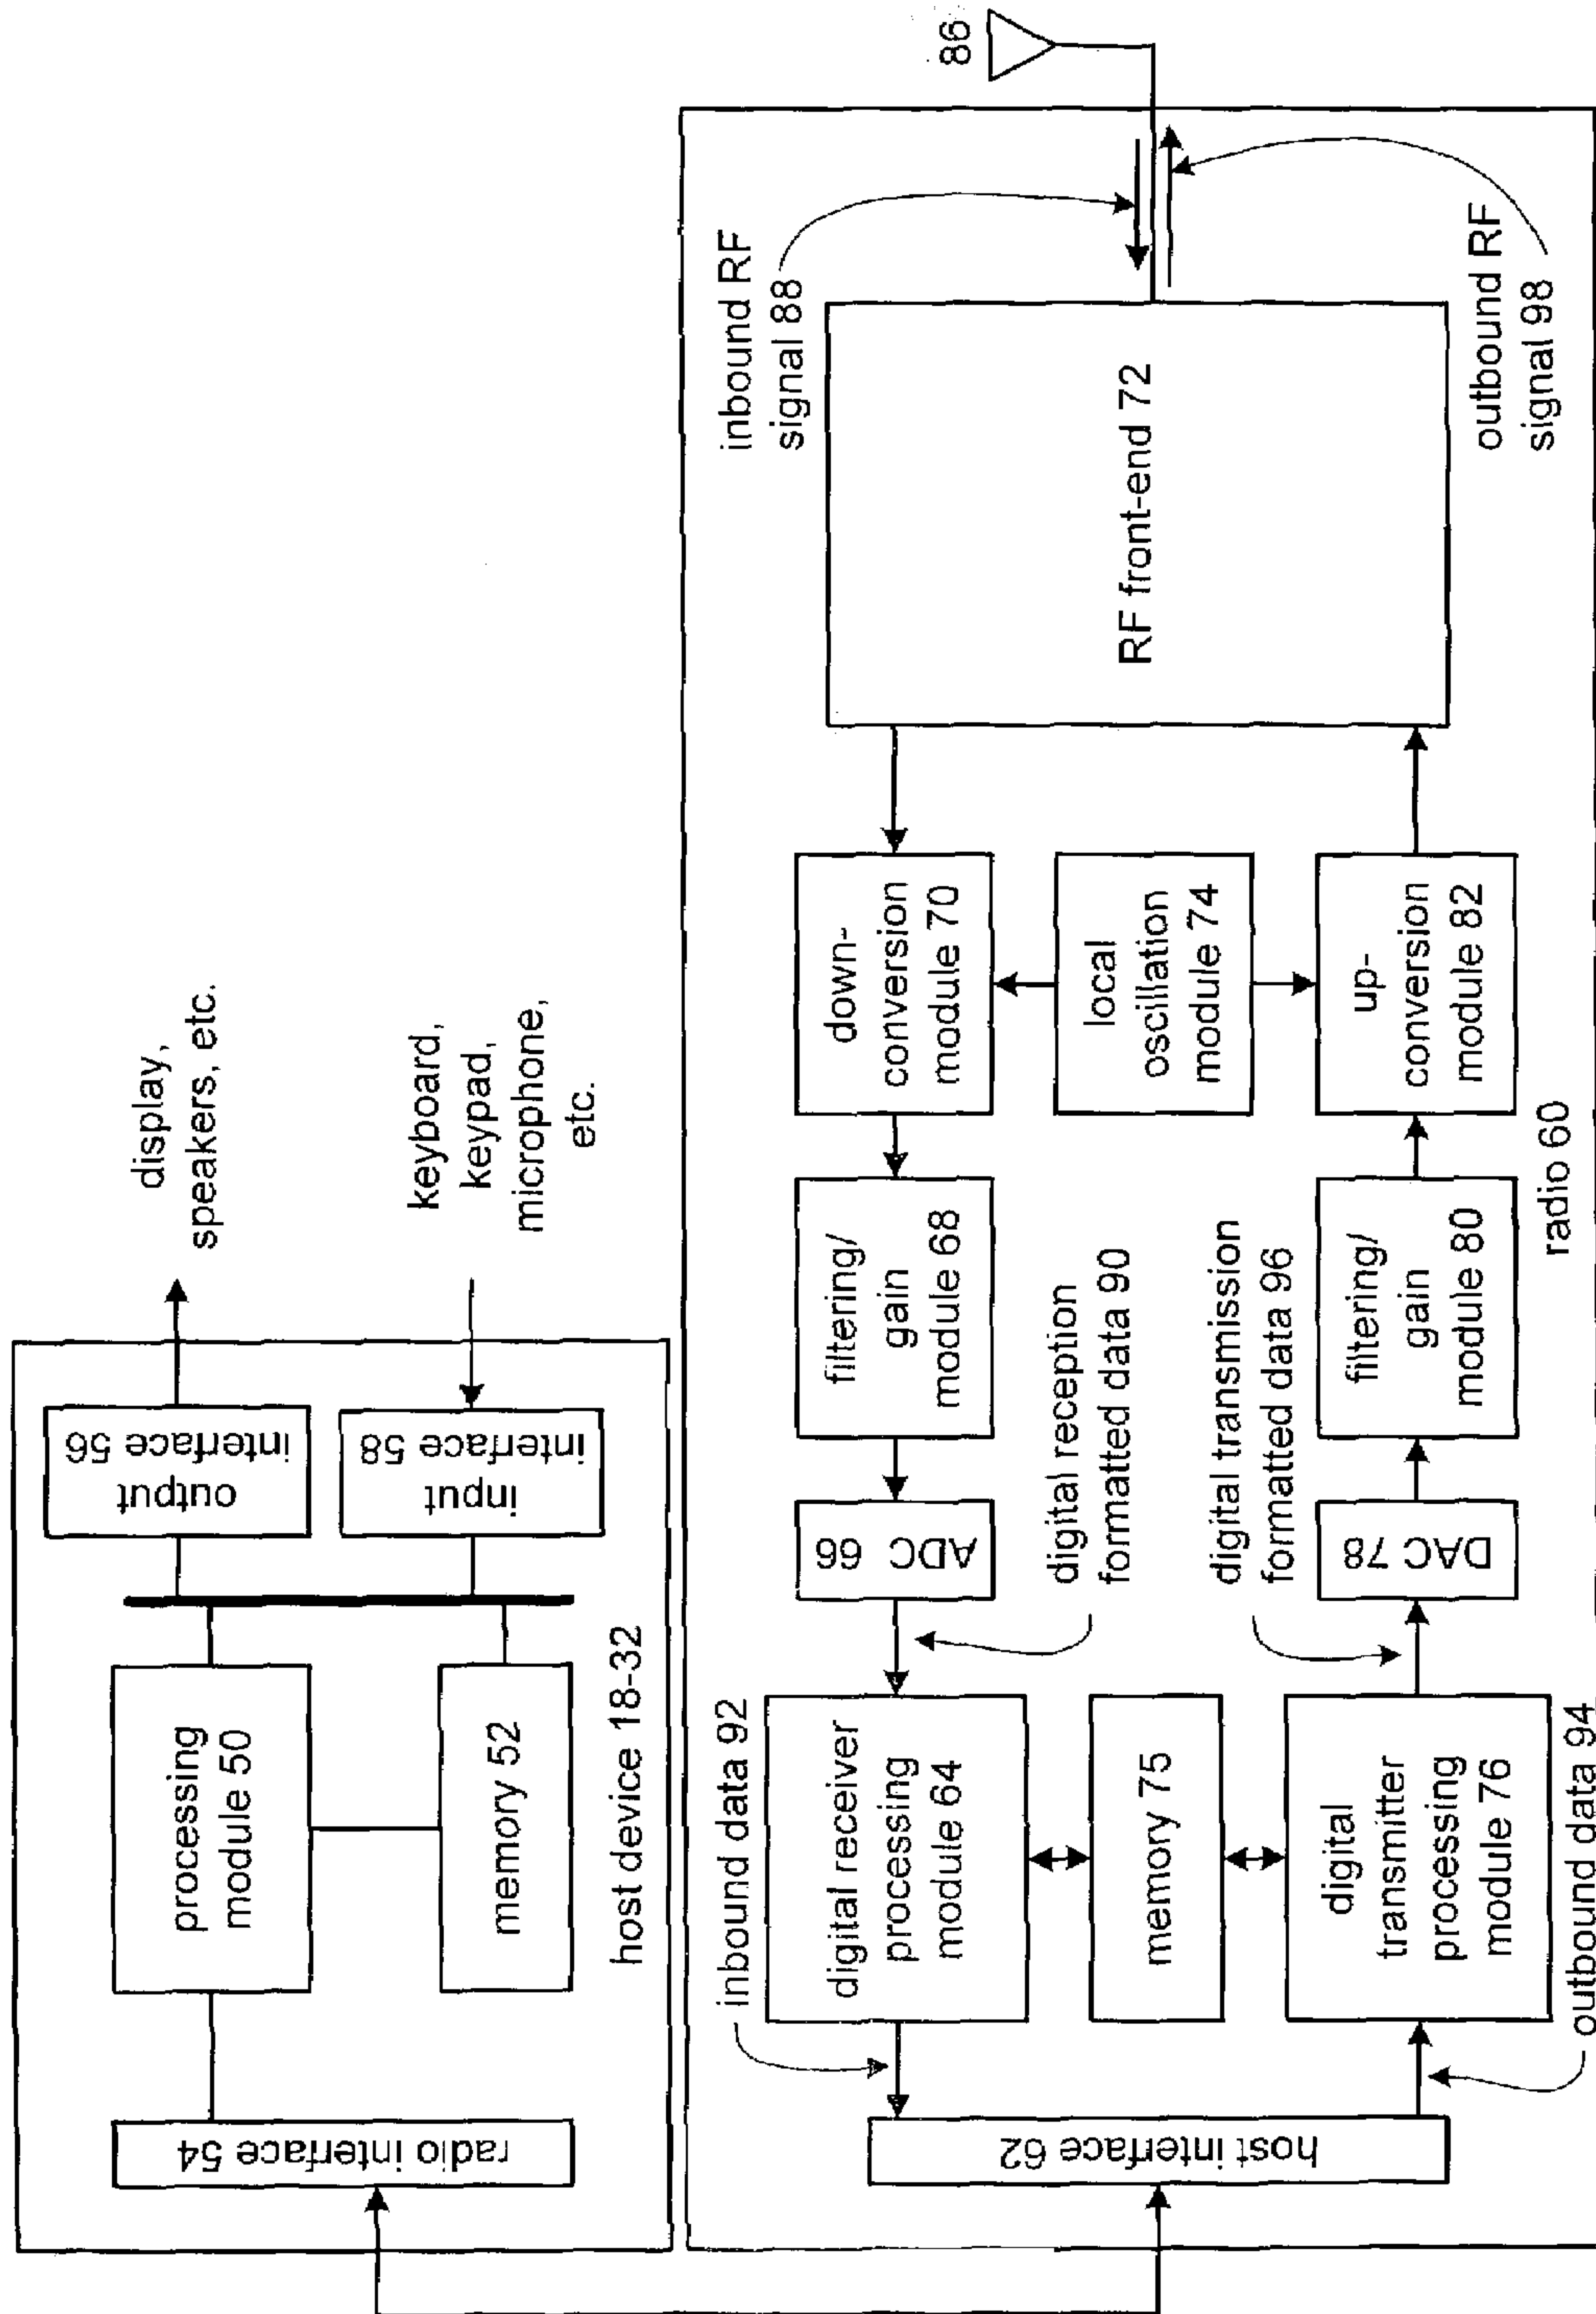 radio interface 54
processing
module 50
memory 52
output
interface 56
input
interface 58
display,
speakers, etc.
keyboard,
keypad,
microphone,
etc.
host device 18-32
host interface 62
inbound data 92
digital receiver
processing
module 64
memory 75
digital
transmitter
processing
module 76
outbound data 94
ADC 66
digital reception
formatted data 90
digital transmission
formatted data 96
DAC 78
filtering/
gain
module 68
filtering/
gain
module 80
down-
conversion
module 70
local
oscillation
module 74
up-
conversion
module 82
radio 60
RF front-end 72
inbound RF
signal 88
outbound RF
signal 98
86